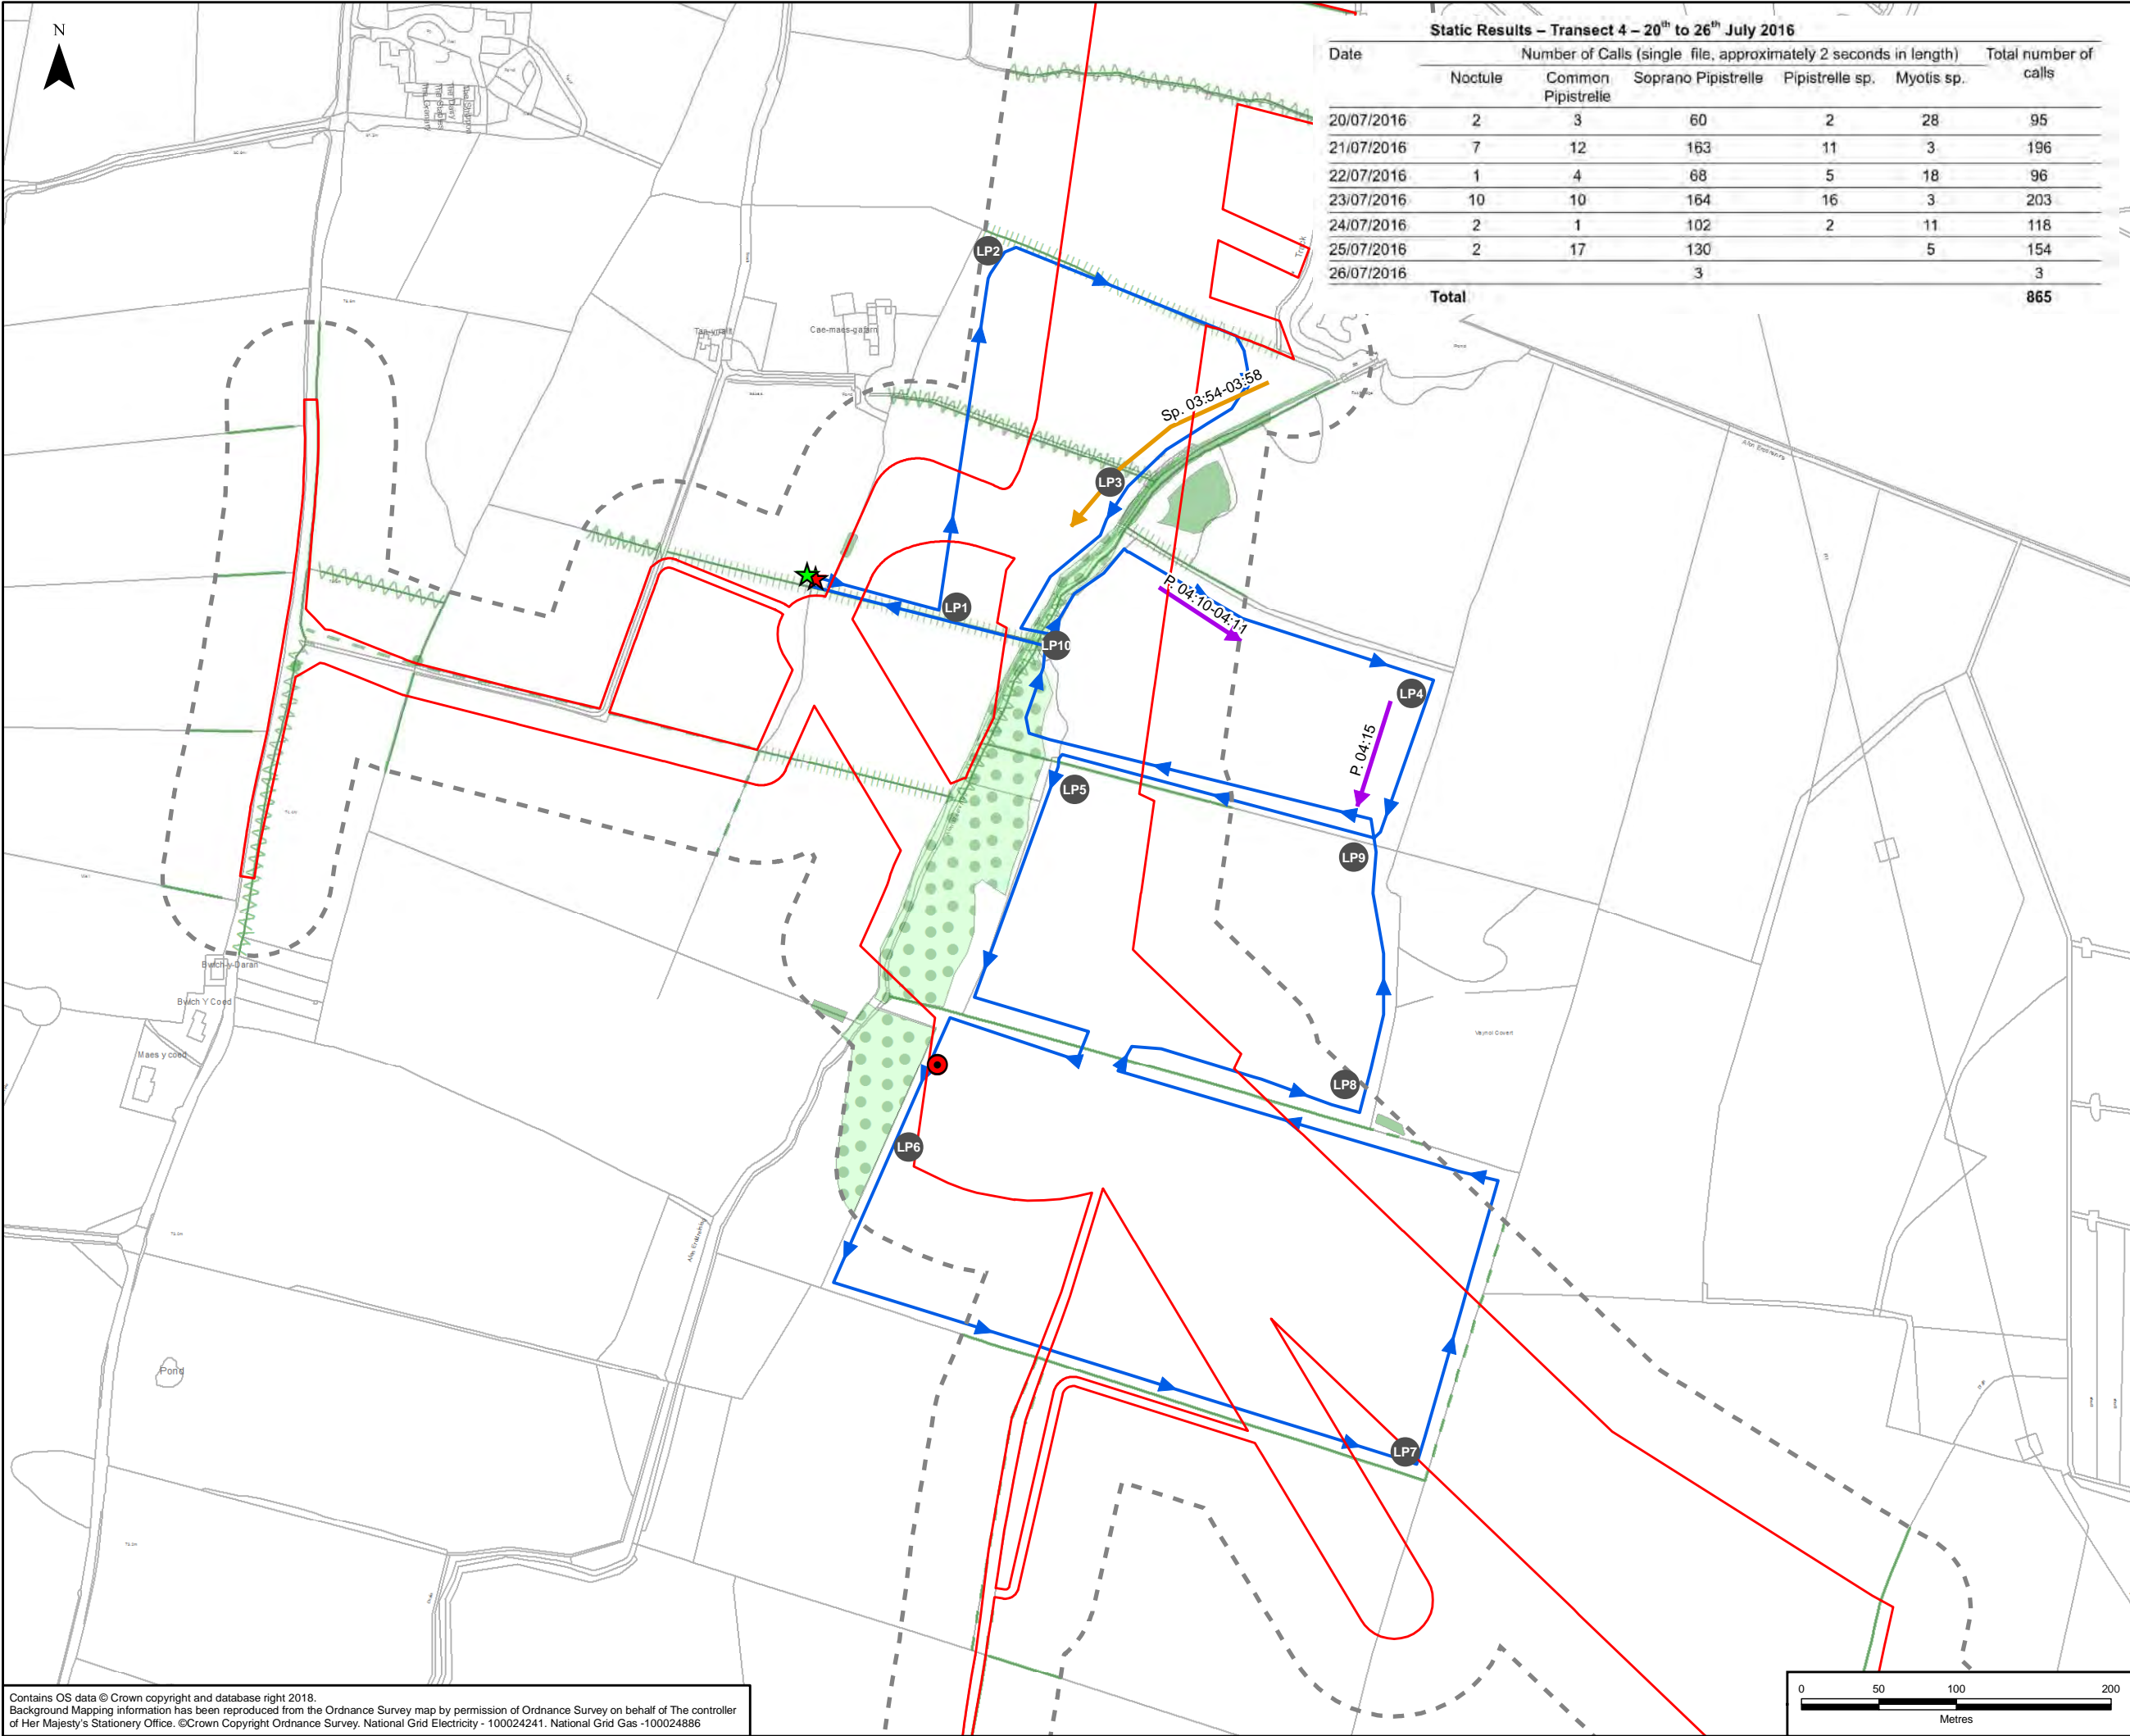 N
Static Results – Transect 4 – 20th to 26th July 2016
Date Number of Calls (single file, approximately 2 seconds in length) Total number of calls
Noctule Common Pipistrelle Soprano Pipistrelle Pipistrelle sp. Myotis sp.
20/07/2016 2 3 60 2 28 95
21/07/2016 7 12 163 11 3 196
22/07/2016 1 4 68 5 18 96
23/07/2016 10 10 164 16 3 203
24/07/2016 2 1 102 2 11 118
25/07/2016 2 17 130 5 154
26/07/2016 3 3
Total 865
Track
LP2
Cae-maes-gafarn
Pond
Sp. 03:54-03:58
LP3
P. 04:10-04:11
LP1
LP10
LP4
P. 04:15
LP5
LP9
Bwlch-y-Daran
Bwlch Y Coed
Maes y coed
Vaynol Covert
LP8
LP6
Pond
LP7
Contains OS data © Crown copyright and database right 2018.
Background Mapping information has been reproduced from the Ordnance Survey map by permission of Ordnance Survey on behalf of The controller
of Her Majesty's Stationery Office. ©Crown Copyright Ordnance Survey. National Grid Electricity - 100024241. National Grid Gas -100024886
0 50 100 200
Metres